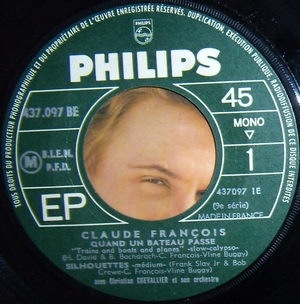 TOUS DROITS DU PRODUCTEUR PHONOGRAPHIQUE ET DU PROPRIÉTAIRE DE L'ŒUVRE ENREGISTRÉE RÉSERVÉS. DUPLICATION, EXÉCUTION PUBLIQUE, RADIODIFFUSION DE CE DISQUE INTERDITES
PHILIPS
PHILIPS
437.097 BE
45
MONO
M
B.I.E.M.
P.F.D.
1
EP
437097 1E
(9e série)
MADE IN FRANCE
CLAUDE FRANÇOIS
QUAND UN BATEAU PASSE
"Trains and boats and planes" -slow-calypso-
(H. David & B. Bacharach-C. François-Vline Buggy)
SILHOUETTES -médium- (Frank Slay Jr & Bob
Crewe-C. François-Vline Buggy)
avec Christian CHEVALLIER et son orchestre